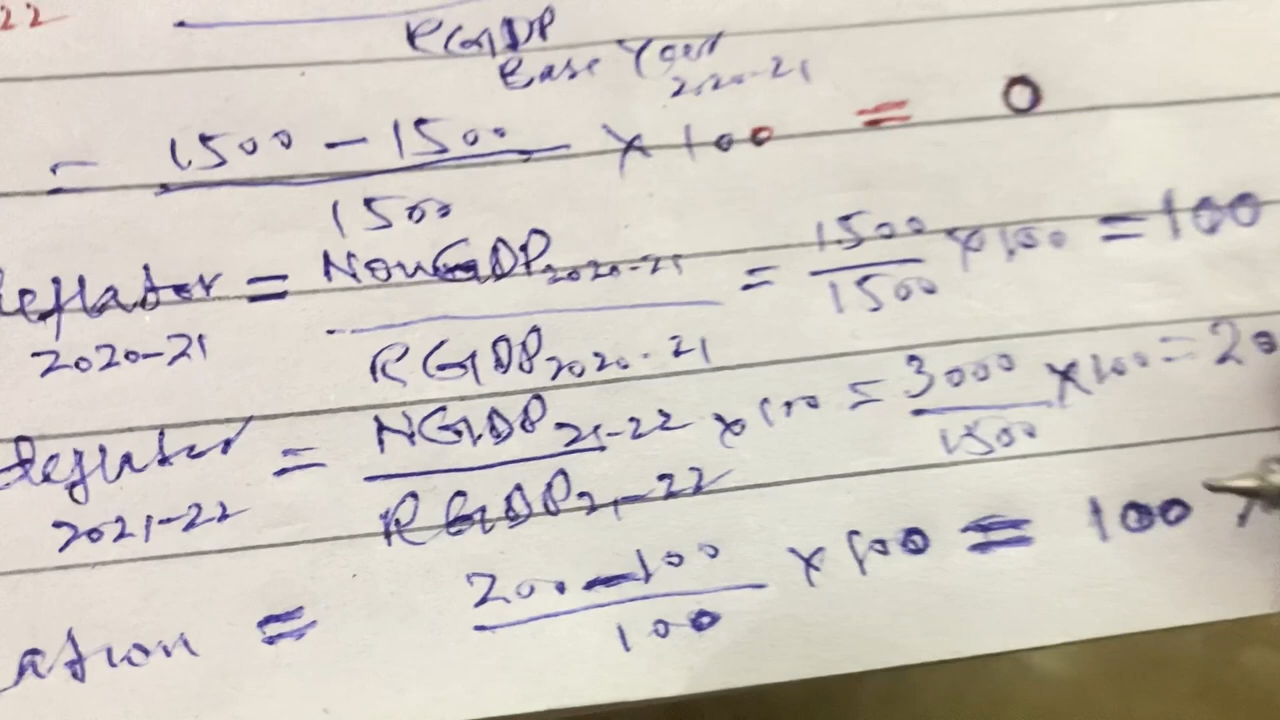 22
RGDP
Base Year
2020-21
= 1500 - 1500 × 100 = 0
1500
eflator = NomGDP2020-21 = 1500 × 100 = 100
2020-21 RGDP2020-21 1500
deflator = NGDP21-22 × 100 = 3000 × 100 = 20
2021-22 RGDP21-22 1500
ation = 200 - 100 × 100 = 100
100